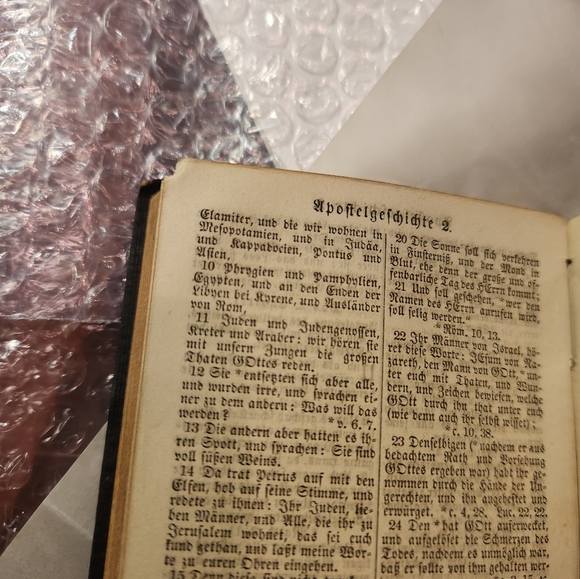 Apostelgeschichte 2.
Elamiter, und die wir wohnen in
Mesopotamien, und in Judäa,
und Kappadocien, Pontus und
Asien,
10 Phrygien und Pamphylien,
Egypten, und an den Enden der
Libyen bei Kyrene, und Ausländer
von Rom,
11 Juden und Judengenossen,
Kreter und Araber: wir hören sie
mit unsern Zungen die großen
Thaten GOttes reden.
12 Sie *entsetzten sich aber alle,
und wurden irre, und sprachen ei-
ner zu dem andern: Was will das
werden? *v. 6. 7.
13 Die andern aber hatten es ih-
ren Spott, und sprachen: Sie sind
voll süßen Weins.
14 Da trat Petrus auf mit den
Elfen, hob auf seine Stimme, und
redete zu ihnen: Ihr Juden, lie-
ben Männer, und Alle, die ihr zu
Jerusalem wohnet, das sei euch
kund gethan, und laßt meine Wor-
te zu euren Ohren eingehen.
15 Denn diese sind nicht
20 Die Sonne soll sich verkehren
in Finsterniß, und der Mond in
Blut, ehe denn der große und of-
fenbarliche Tag des HErrn kommt;
21 Und soll geschehen, *wer den
Namen des HErrn anrufen wird,
soll selig werden.
*Röm. 10, 13.
22 Ihr Männer von Israel, hö-
ret diese Worte: JEsum von Na-
zareth, den Mann von GOtt, *un-
ter euch mit Thaten, und Wun-
dern, und Zeichen bewiesen, welche
GOtt durch ihn that unter euch
(wie denn auch ihr selbst wisset);
*c. 10, 38.
23 Denselbigen (*nachdem er aus
bedachtem Rath und Vorsehung
GOttes ergeben war) habt ihr ge-
nommen durch die Hände der Un-
gerechten, und ihn angeheftet und
erwürget. *c. 4, 28. Luc. 22, 22.
24 Den *hat GOtt auferwecket,
und aufgelöset die Schmerzen des
Todes, nachdem es unmöglich war,
daß er sollte von ihm gehalten wer-